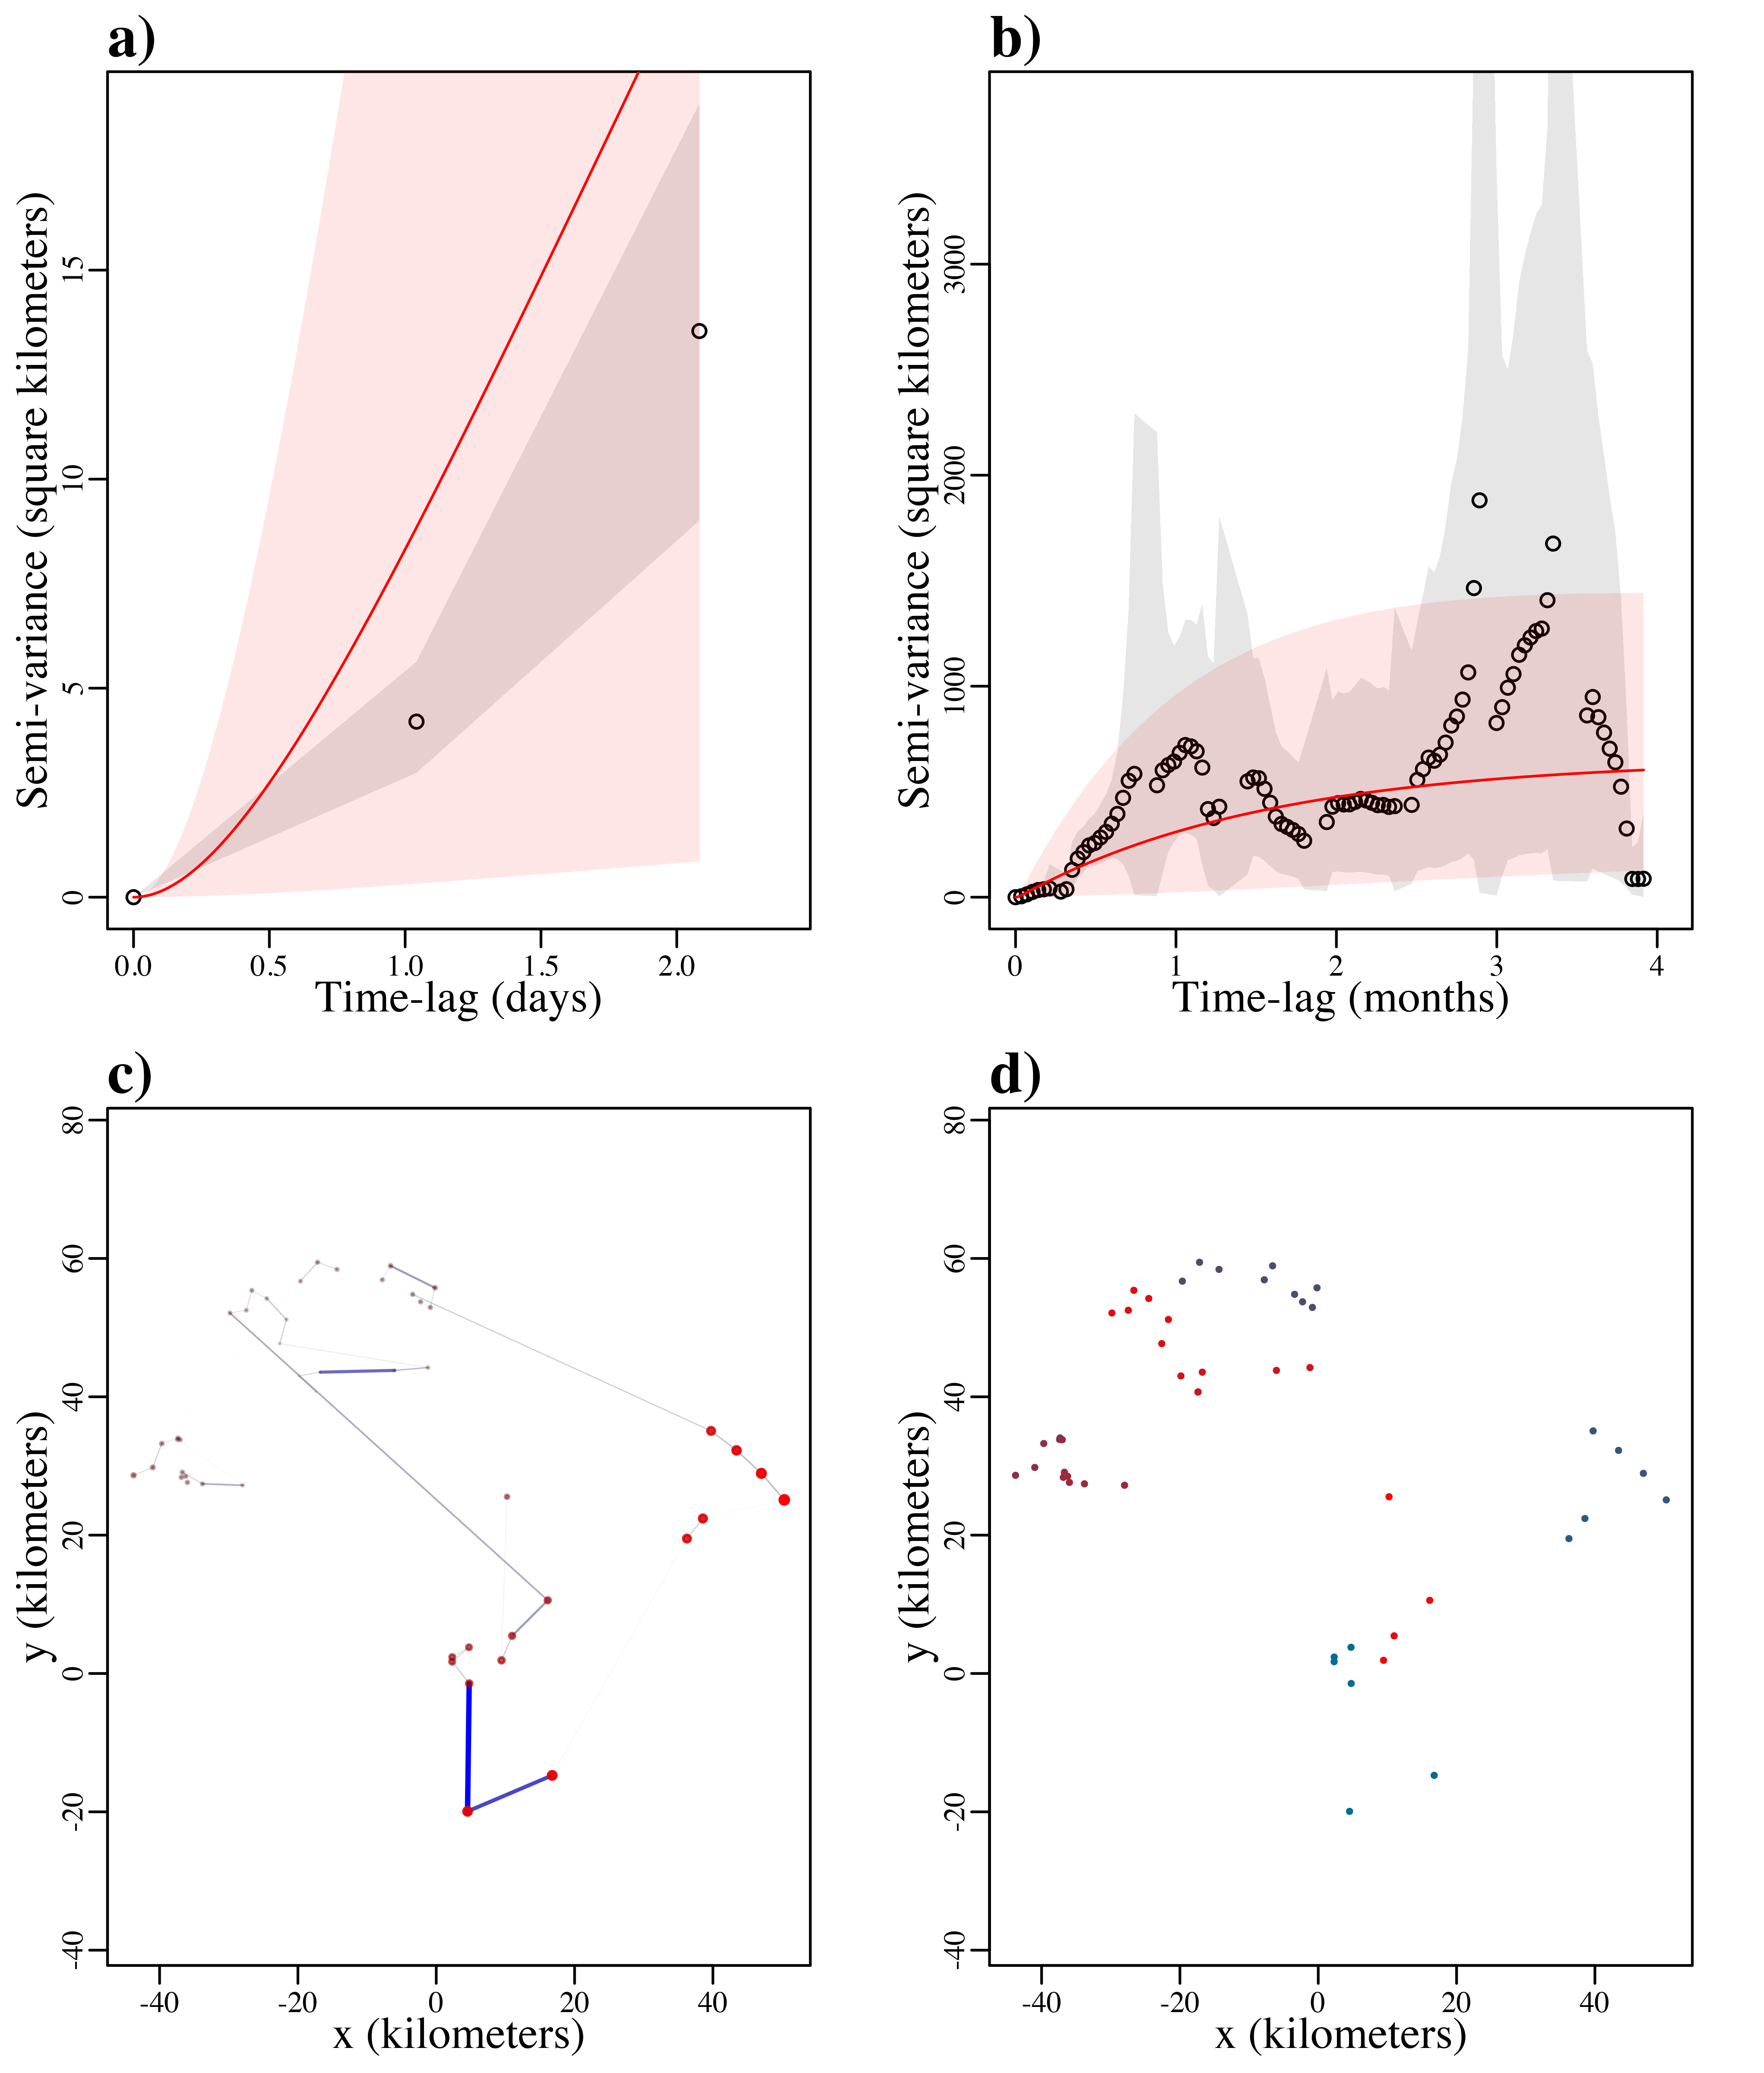 a)
Semi-variance (square kilometers)
15
10
5
0
0.0 0.5 1.0 1.5 2.0
Time-lag (days)
b)
Semi-variance (square kilometers)
3000
2000
1000
0
0 1 2 3 4
Time-lag (months)
c)
y (kilometers)
80
60
40
20
0
-20
-40
-40 -20 0 20 40
x (kilometers)
d)
y (kilometers)
80
60
40
20
0
-20
-40
-40 -20 0 20 40
x (kilometers)